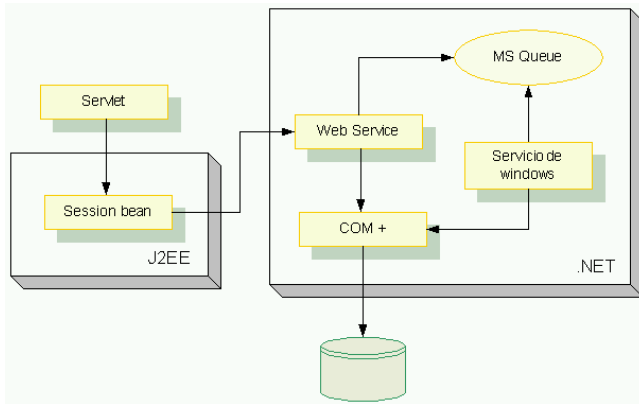 MS Queue
Servlet
Web Service
Servicio de
windows
Session bean
COM +
J2EE
.NET